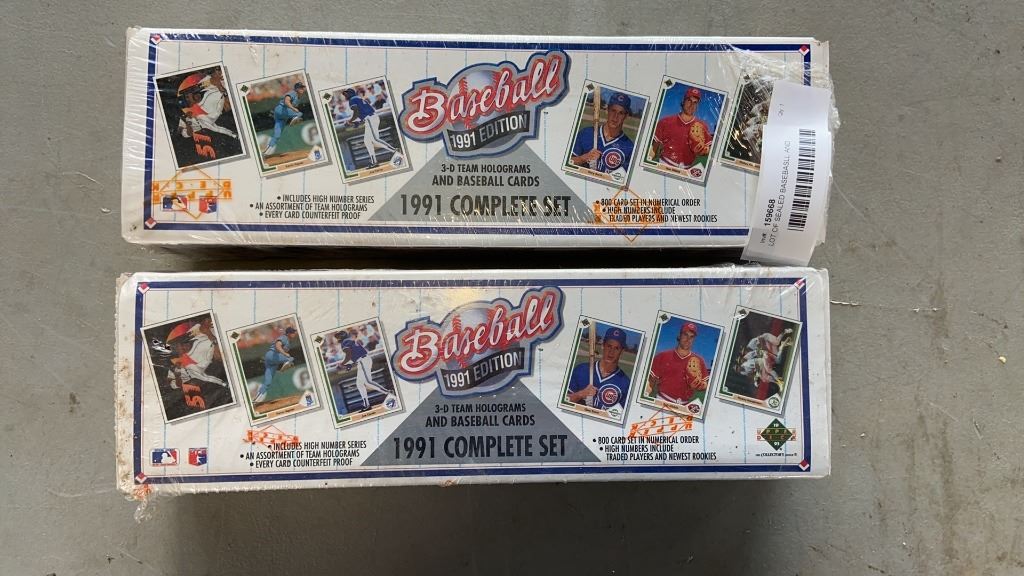 Baseball
1991 EDITION
3-D TEAM HOLOGRAMS
AND BASEBALL CARDS
1991 COMPLETE SET
• INCLUDES HIGH NUMBER SERIES
• AN ASSORTMENT OF TEAM HOLOGRAMS
• EVERY CARD COUNTERFEIT PROOF
• 800 CARD SET IN NUMERICAL ORDER
• HIGH NUMBERS INCLUDE
TRADED PLAYERS AND NEWEST ROOKIES
51
159668
LOT OF SEALED BASEBASLL AND
Baseball
1991 EDITION
3-D TEAM HOLOGRAMS
AND BASEBALL CARDS
1991 COMPLETE SET
• INCLUDES HIGH NUMBER SERIES
• AN ASSORTMENT OF TEAM HOLOGRAMS
• EVERY CARD COUNTERFEIT PROOF
• 800 CARD SET IN NUMERICAL ORDER
• HIGH NUMBERS INCLUDE
TRADED PLAYERS AND NEWEST ROOKIES
51